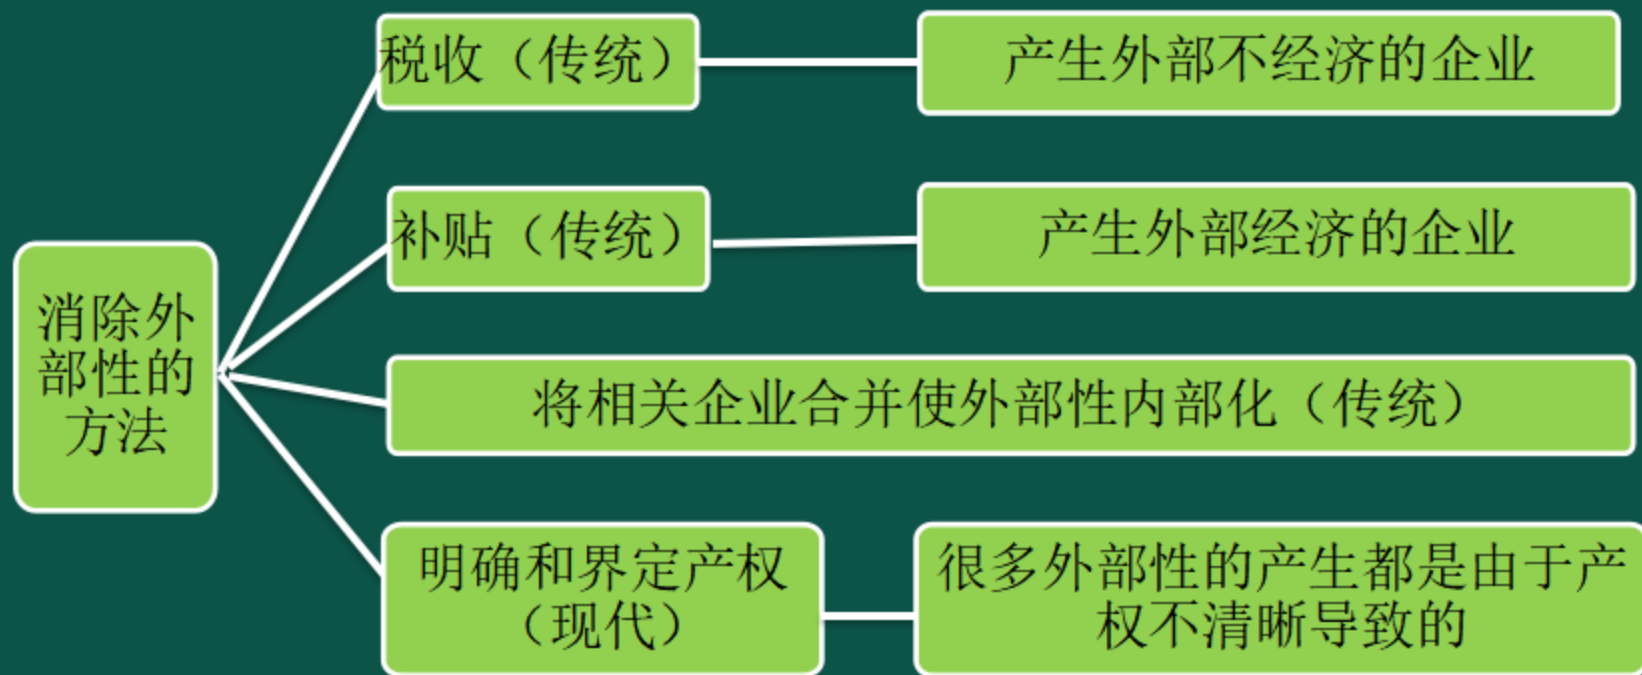 税收（传统）
产生外部不经济的企业
补贴（传统）
产生外部经济的企业
消除外
部性的
方法
将相关企业合并使外部性内部化（传统）
明确和界定产权
（现代）
很多外部性的产生都是由于产
权不清晰导致的